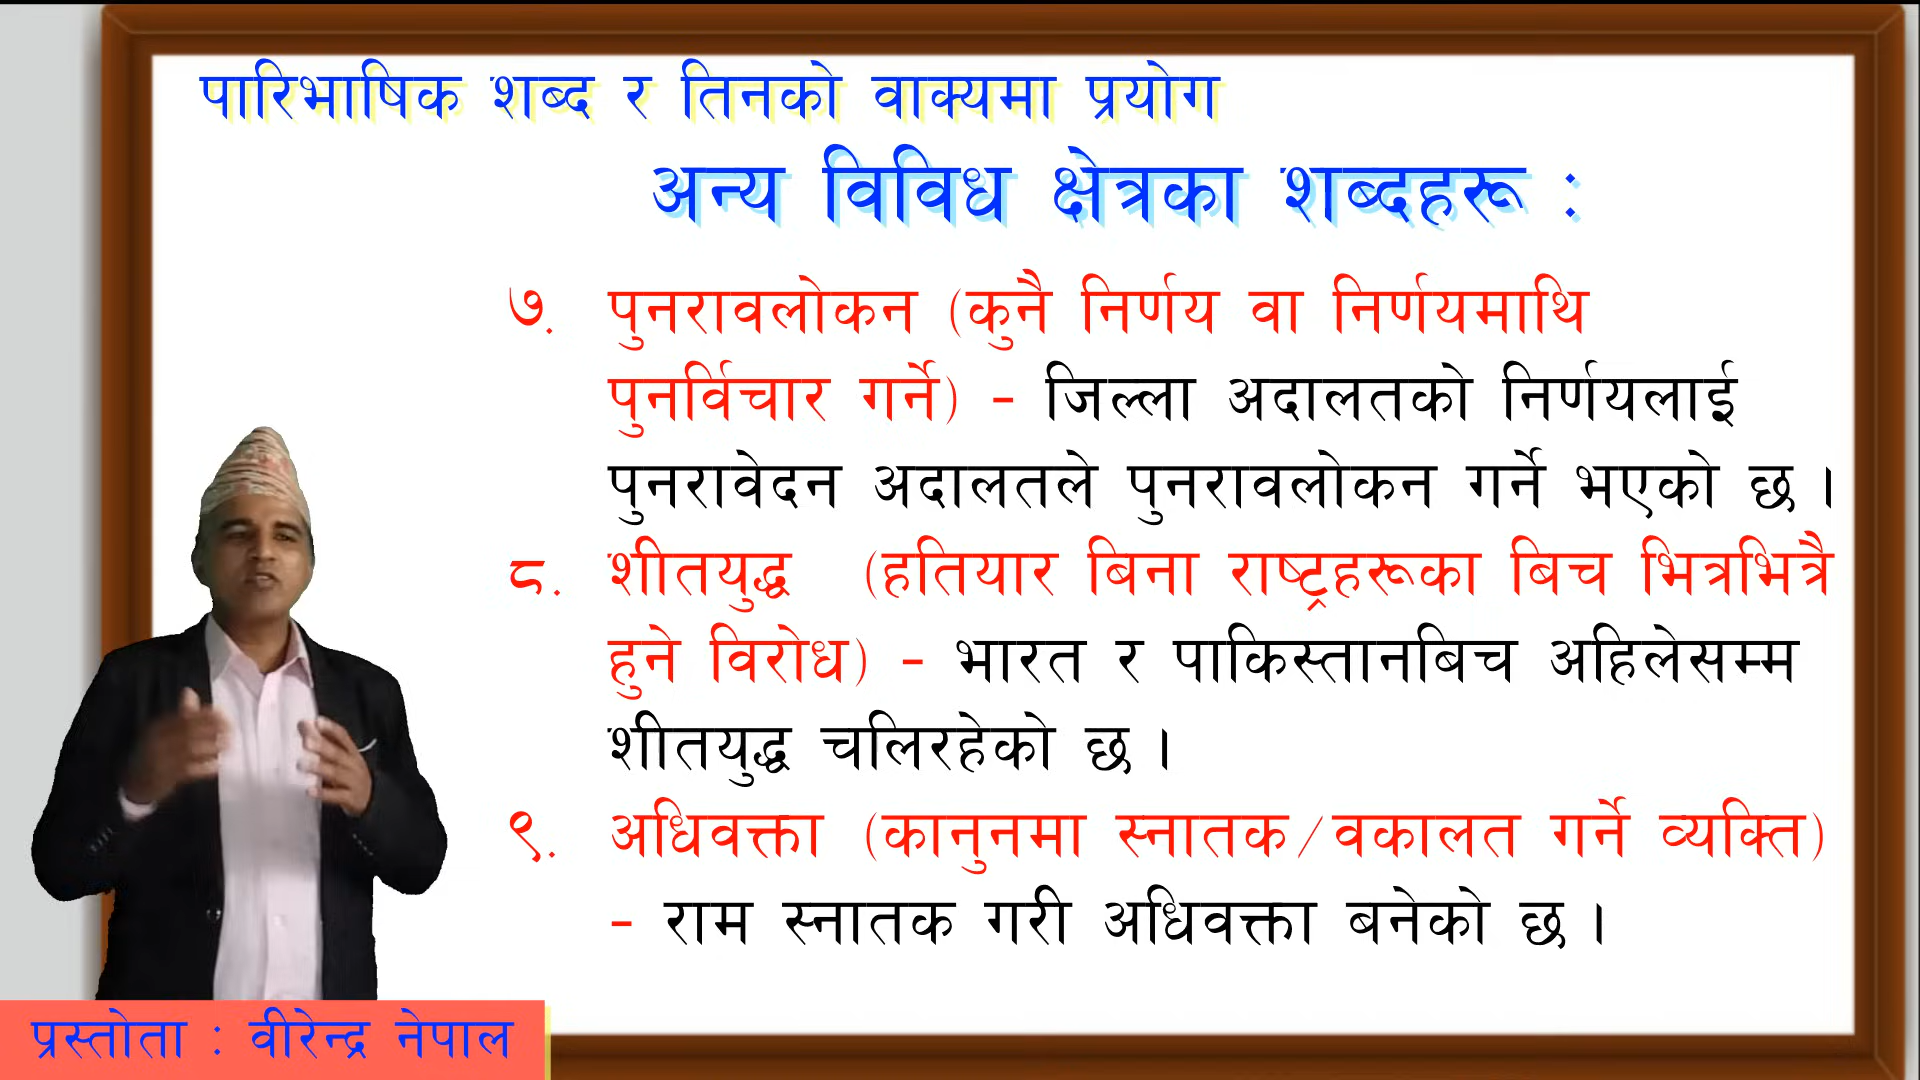 पारिभाषिक शब्द र तिनको वाक्यमा प्रयोग
अन्य विविध क्षेत्रका शब्दहरू :
७. पुनरावलोकन (कुनै निर्णय वा निर्णयमाथि
पुनर्विचार गर्ने) - जिल्ला अदालतको निर्णयलाई
पुनरावेदन अदालतले पुनरावलोकन गर्ने भएको छ ।
८. शीतयुद्ध (हतियार बिना राष्ट्रहरूका बिच भित्रभित्रै
हुने विरोध) - भारत र पाकिस्तानबिच अहिलेसम्म
शीतयुद्ध चलिरहेको छ ।
९. अधिवक्ता (कानुनमा स्नातक/वकालत गर्ने व्यक्ति)
- राम स्नातक गरी अधिवक्ता बनेको छ ।
प्रस्तोता : वीरेन्द्र नेपाल